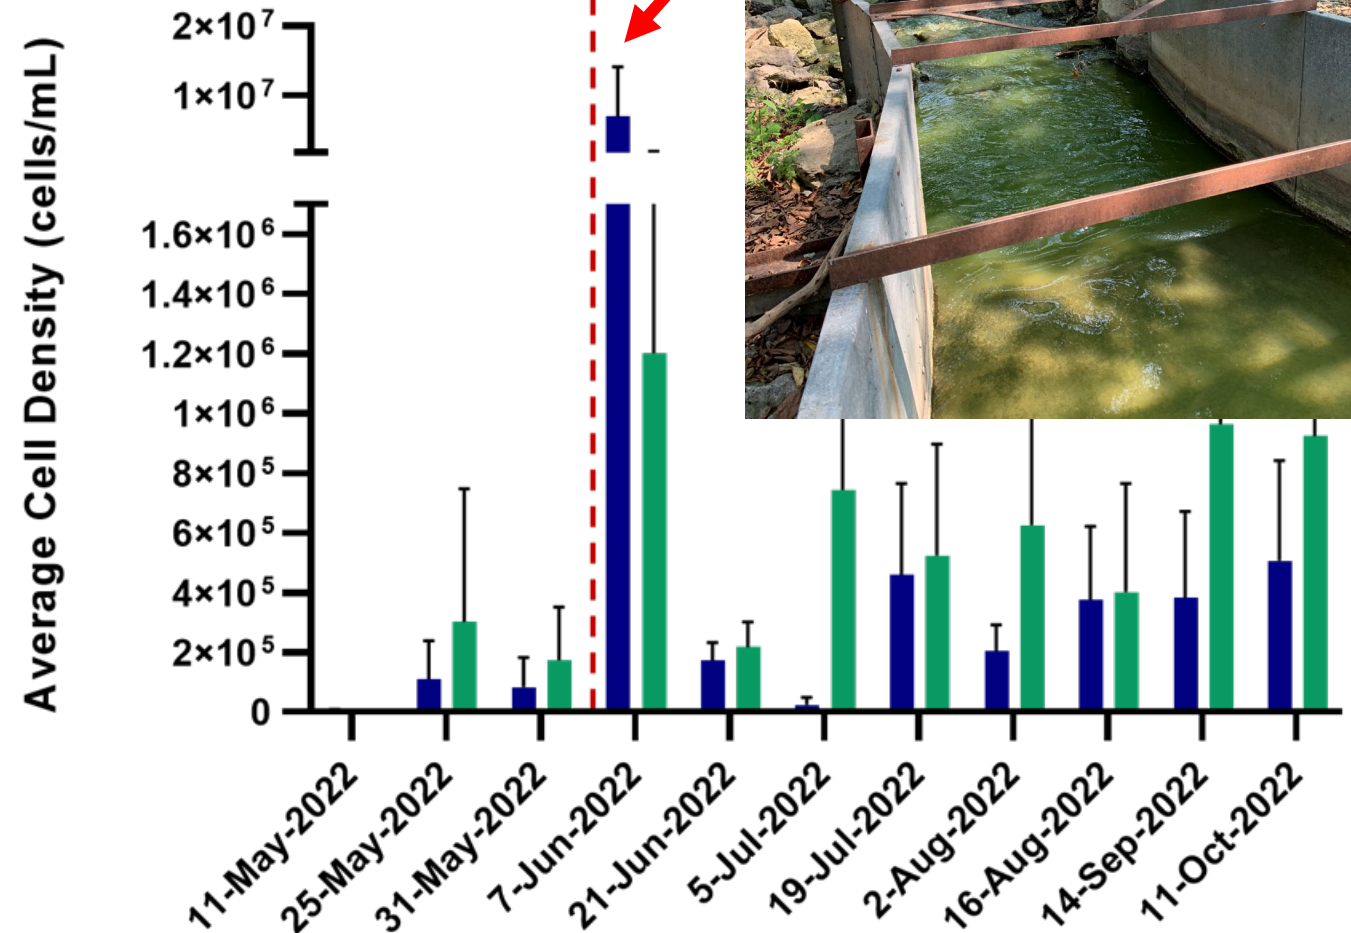 Average Cell Density (cells/mL)
2×10⁷
1×10⁷
1.6×10⁶
1.4×10⁶
1.2×10⁶
1×10⁶
8×10⁵
6×10⁵
4×10⁵
2×10⁵
0
11-May-2022
25-May-2022
31-May-2022
7-Jun-2022
21-Jun-2022
5-Jul-2022
19-Jul-2022
2-Aug-2022
16-Aug-2022
14-Sep-2022
11-Oct-2022